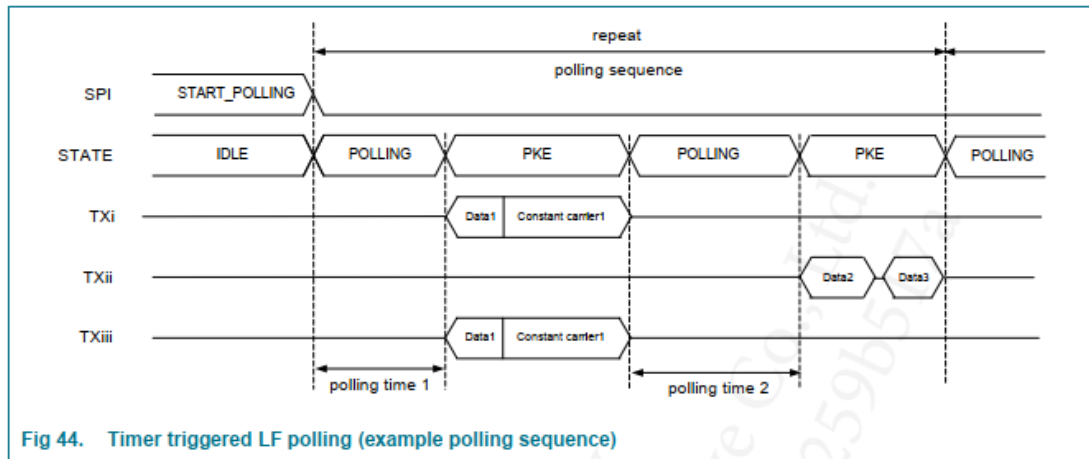 repeat
polling sequence
SPI START_POLLING
STATE IDLE POLLING PKE POLLING PKE POLLING
TXi Data1 Constant carrier1
TXii Data2 Data3
TXiii Data1 Constant carrier1
polling time 1 polling time 2
Fig 44. Timer triggered LF polling (example polling sequence)